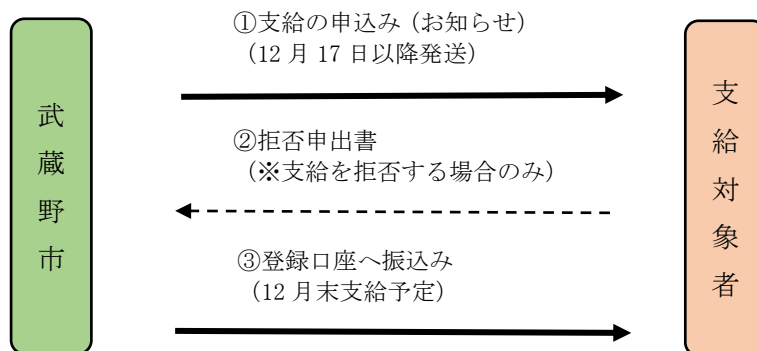 武蔵野市
①支給の申込み（お知らせ）
（12月17日以降発送）
②拒否申出書
（※支給を拒否する場合のみ）
③登録口座へ振込み
（12月末支給予定）
支給対象者